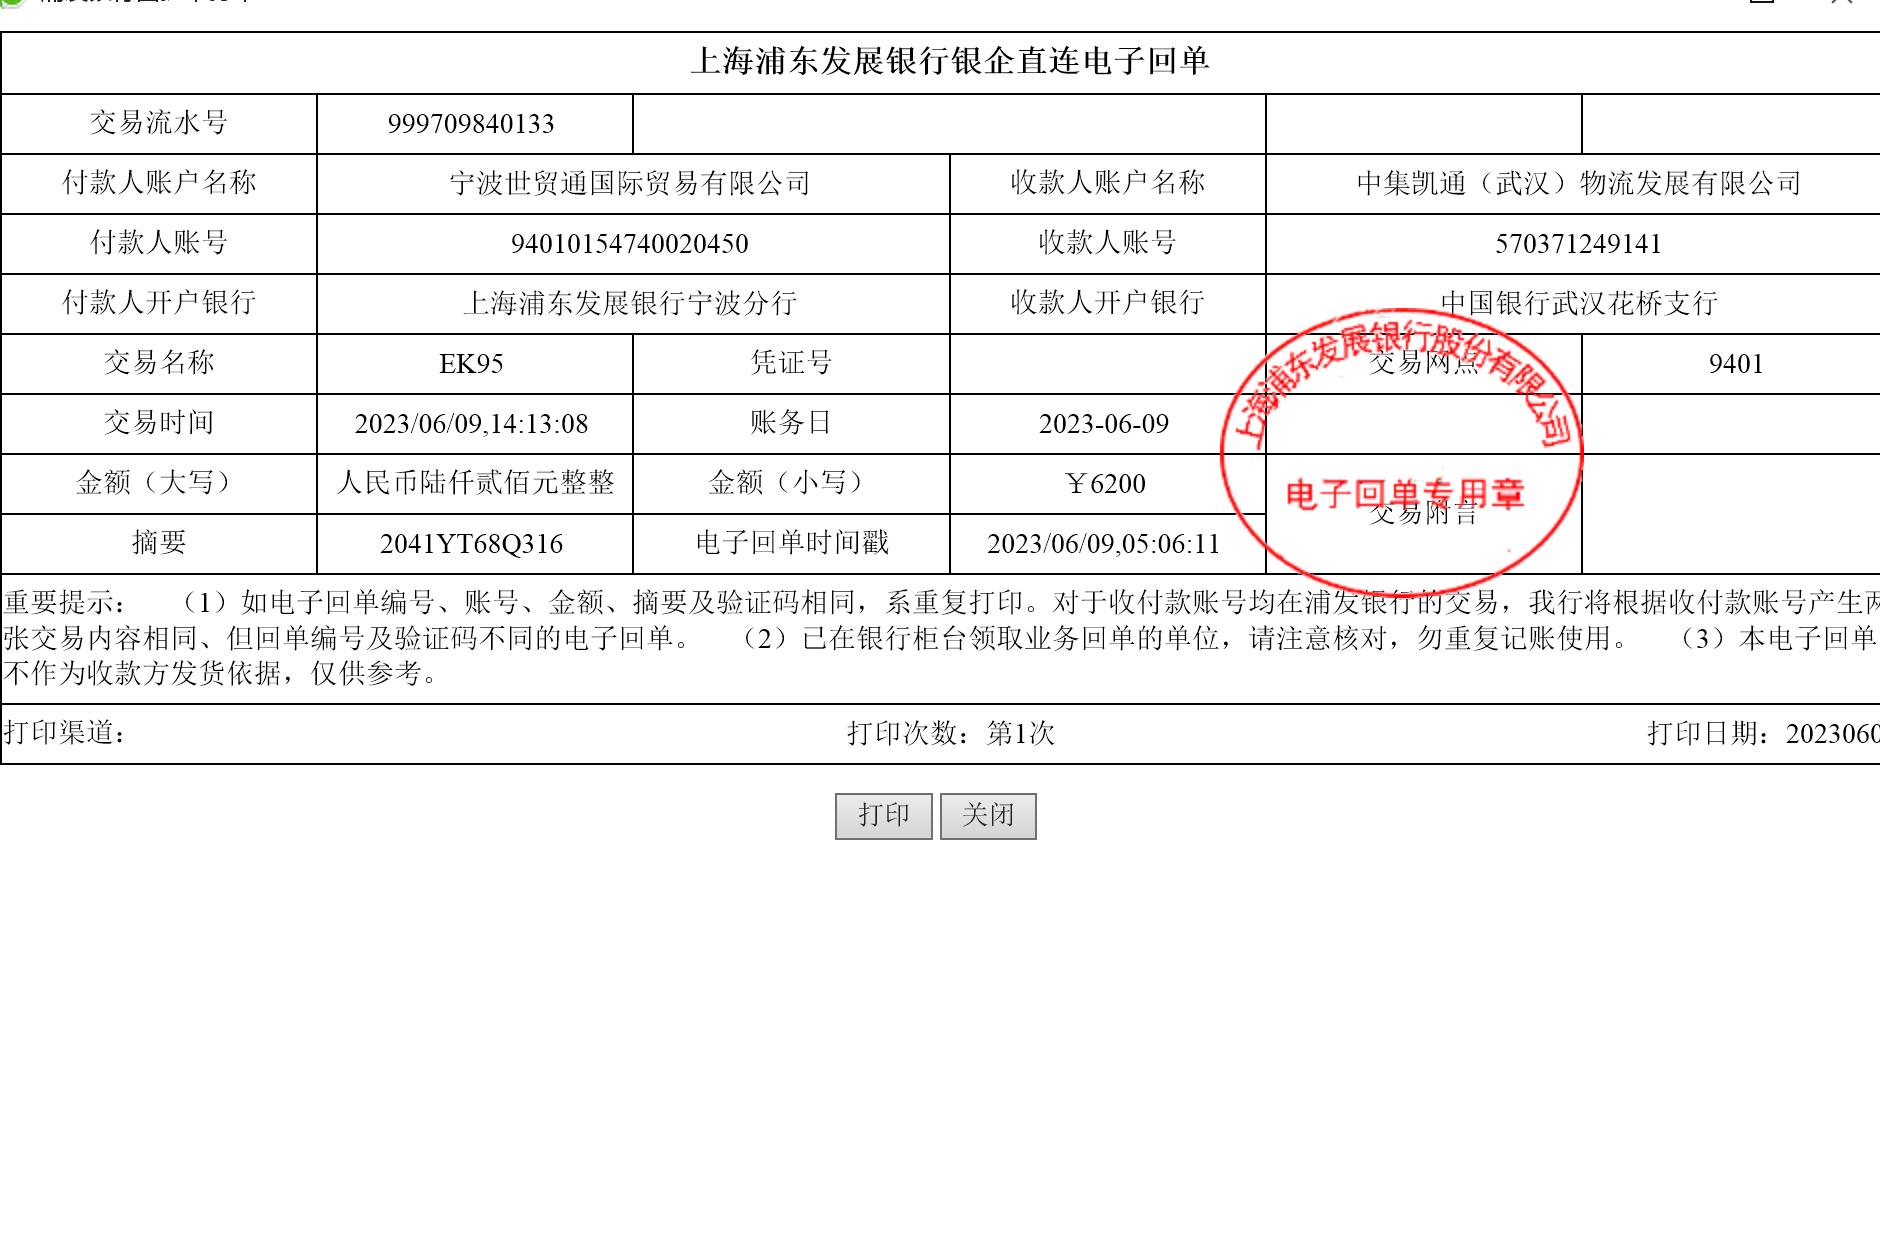 上海浦东发展银行银企直连电子回单
交易流水号 999709840133
付款人账户名称 宁波世贸通国际贸易有限公司 收款人账户名称 中集凯通（武汉）物流发展有限公司
付款人账号 94010154740020450 收款人账号 570371249141
付款人开户银行 上海浦东发展银行宁波分行 收款人开户银行 中国银行武汉花桥支行
交易名称 EK95 凭证号 交易网点 9401
上海浦东发展银行股份有限公司
交易时间 2023/06/09,14:13:08 账务日 2023-06-09
金额（大写） 人民币陆仟贰佰元整整 金额（小写） ￥6200
电子回单专用章
交易附言
摘要 2041YT68Q316 电子回单时间戳 2023/06/09,05:06:11
重要提示： （1）如电子回单编号、账号、金额、摘要及验证码相同，系重复打印。对于收付款账号均在浦发银行的交易，我行将根据收付款账号产生两
张交易内容相同、但回单编号及验证码不同的电子回单。 （2）已在银行柜台领取业务回单的单位，请注意核对，勿重复记账使用。 （3）本电子回单
不作为收款方发货依据，仅供参考。
打印渠道： 打印次数：第1次 打印日期：2023060
打印 关闭